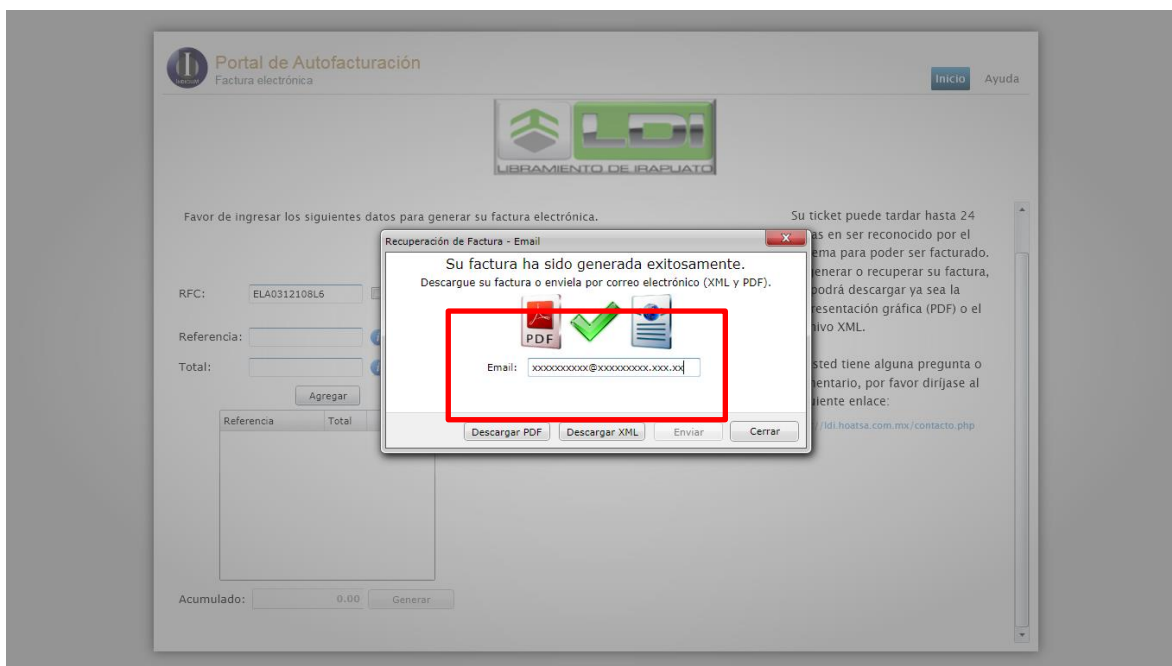 Portal de Autofacturación
Factura electrónica
Inicio Ayuda
LDI
LIBRAMIENTO DE IRAPUATO
Favor de ingresar los siguientes datos para generar su factura electrónica.
RFC: ELA0312108L6
Referencia:
Total:
Agregar
Referencia Total
Acumulado: 0.00 Generar
Recuperación de Factura - Email
X
Su factura ha sido generada exitosamente.
Descargue su factura o enviela por correo electrónico (XML y PDF).
PDF
Email: xxxxxxxxxx@xxxxxxxxx.xxx.xx
Descargar PDF Descargar XML Enviar Cerrar
Su ticket puede tardar hasta 24
as en ser reconocido por el
ema para poder ser facturado.
enerar o recuperar su factura,
podrá descargar ya sea la
resentación gráfica (PDF) o el
ivo XML.
sted tiene alguna pregunta o
entario, por favor diríjase al
iente enlace:
//ldi.hoatsa.com.mx/contacto.php